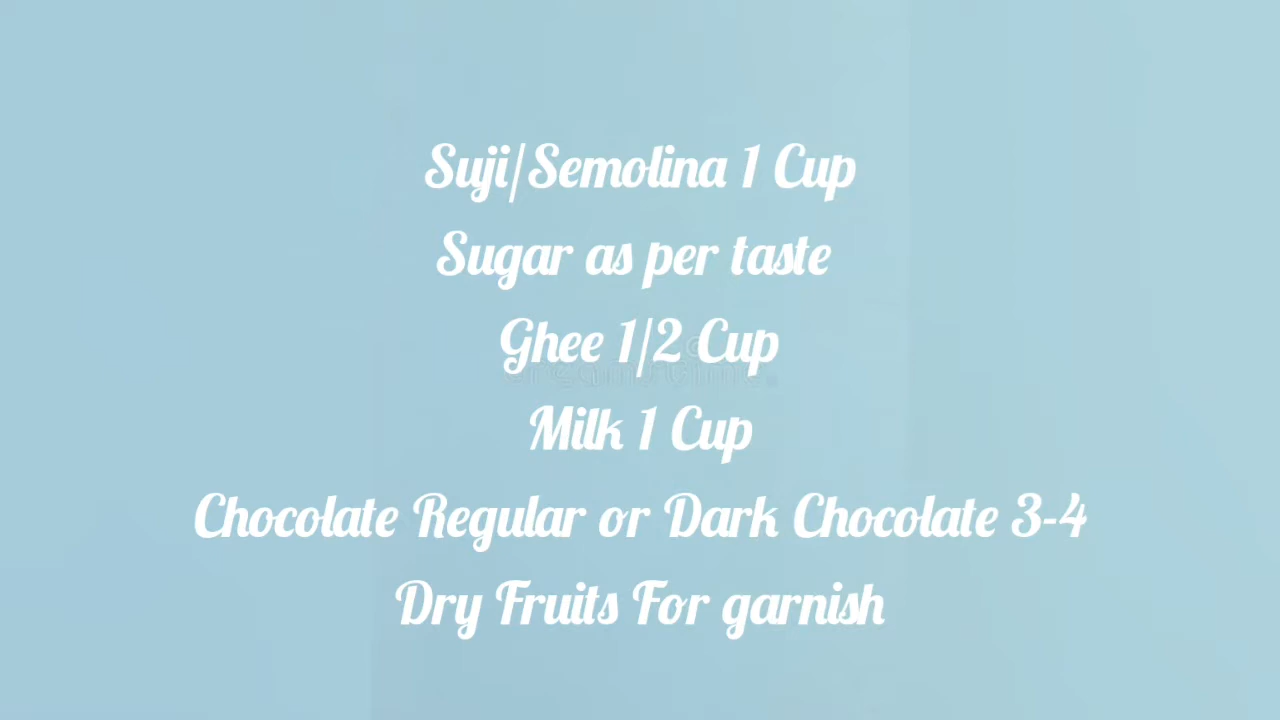 Suji/Semolina 1 Cup
Sugar as per taste
Ghee 1/2 Cup
Milk 1 Cup
Chocolate Regular or Dark Chocolate 3-4
Dry Fruits For garnish